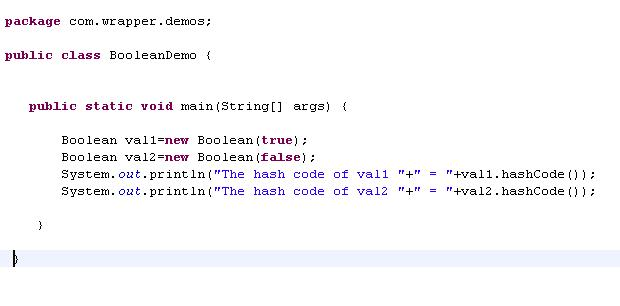 package com.wrapper.demos;
public class BooleanDemo {
public static void main(String[] args) {
Boolean val1=new Boolean(true);
Boolean val2=new Boolean(false);
System.out.println("The hash code of val1 "+" = "+val1.hashCode());
System.out.println("The hash code of val2 "+" = "+val2.hashCode());
}
}